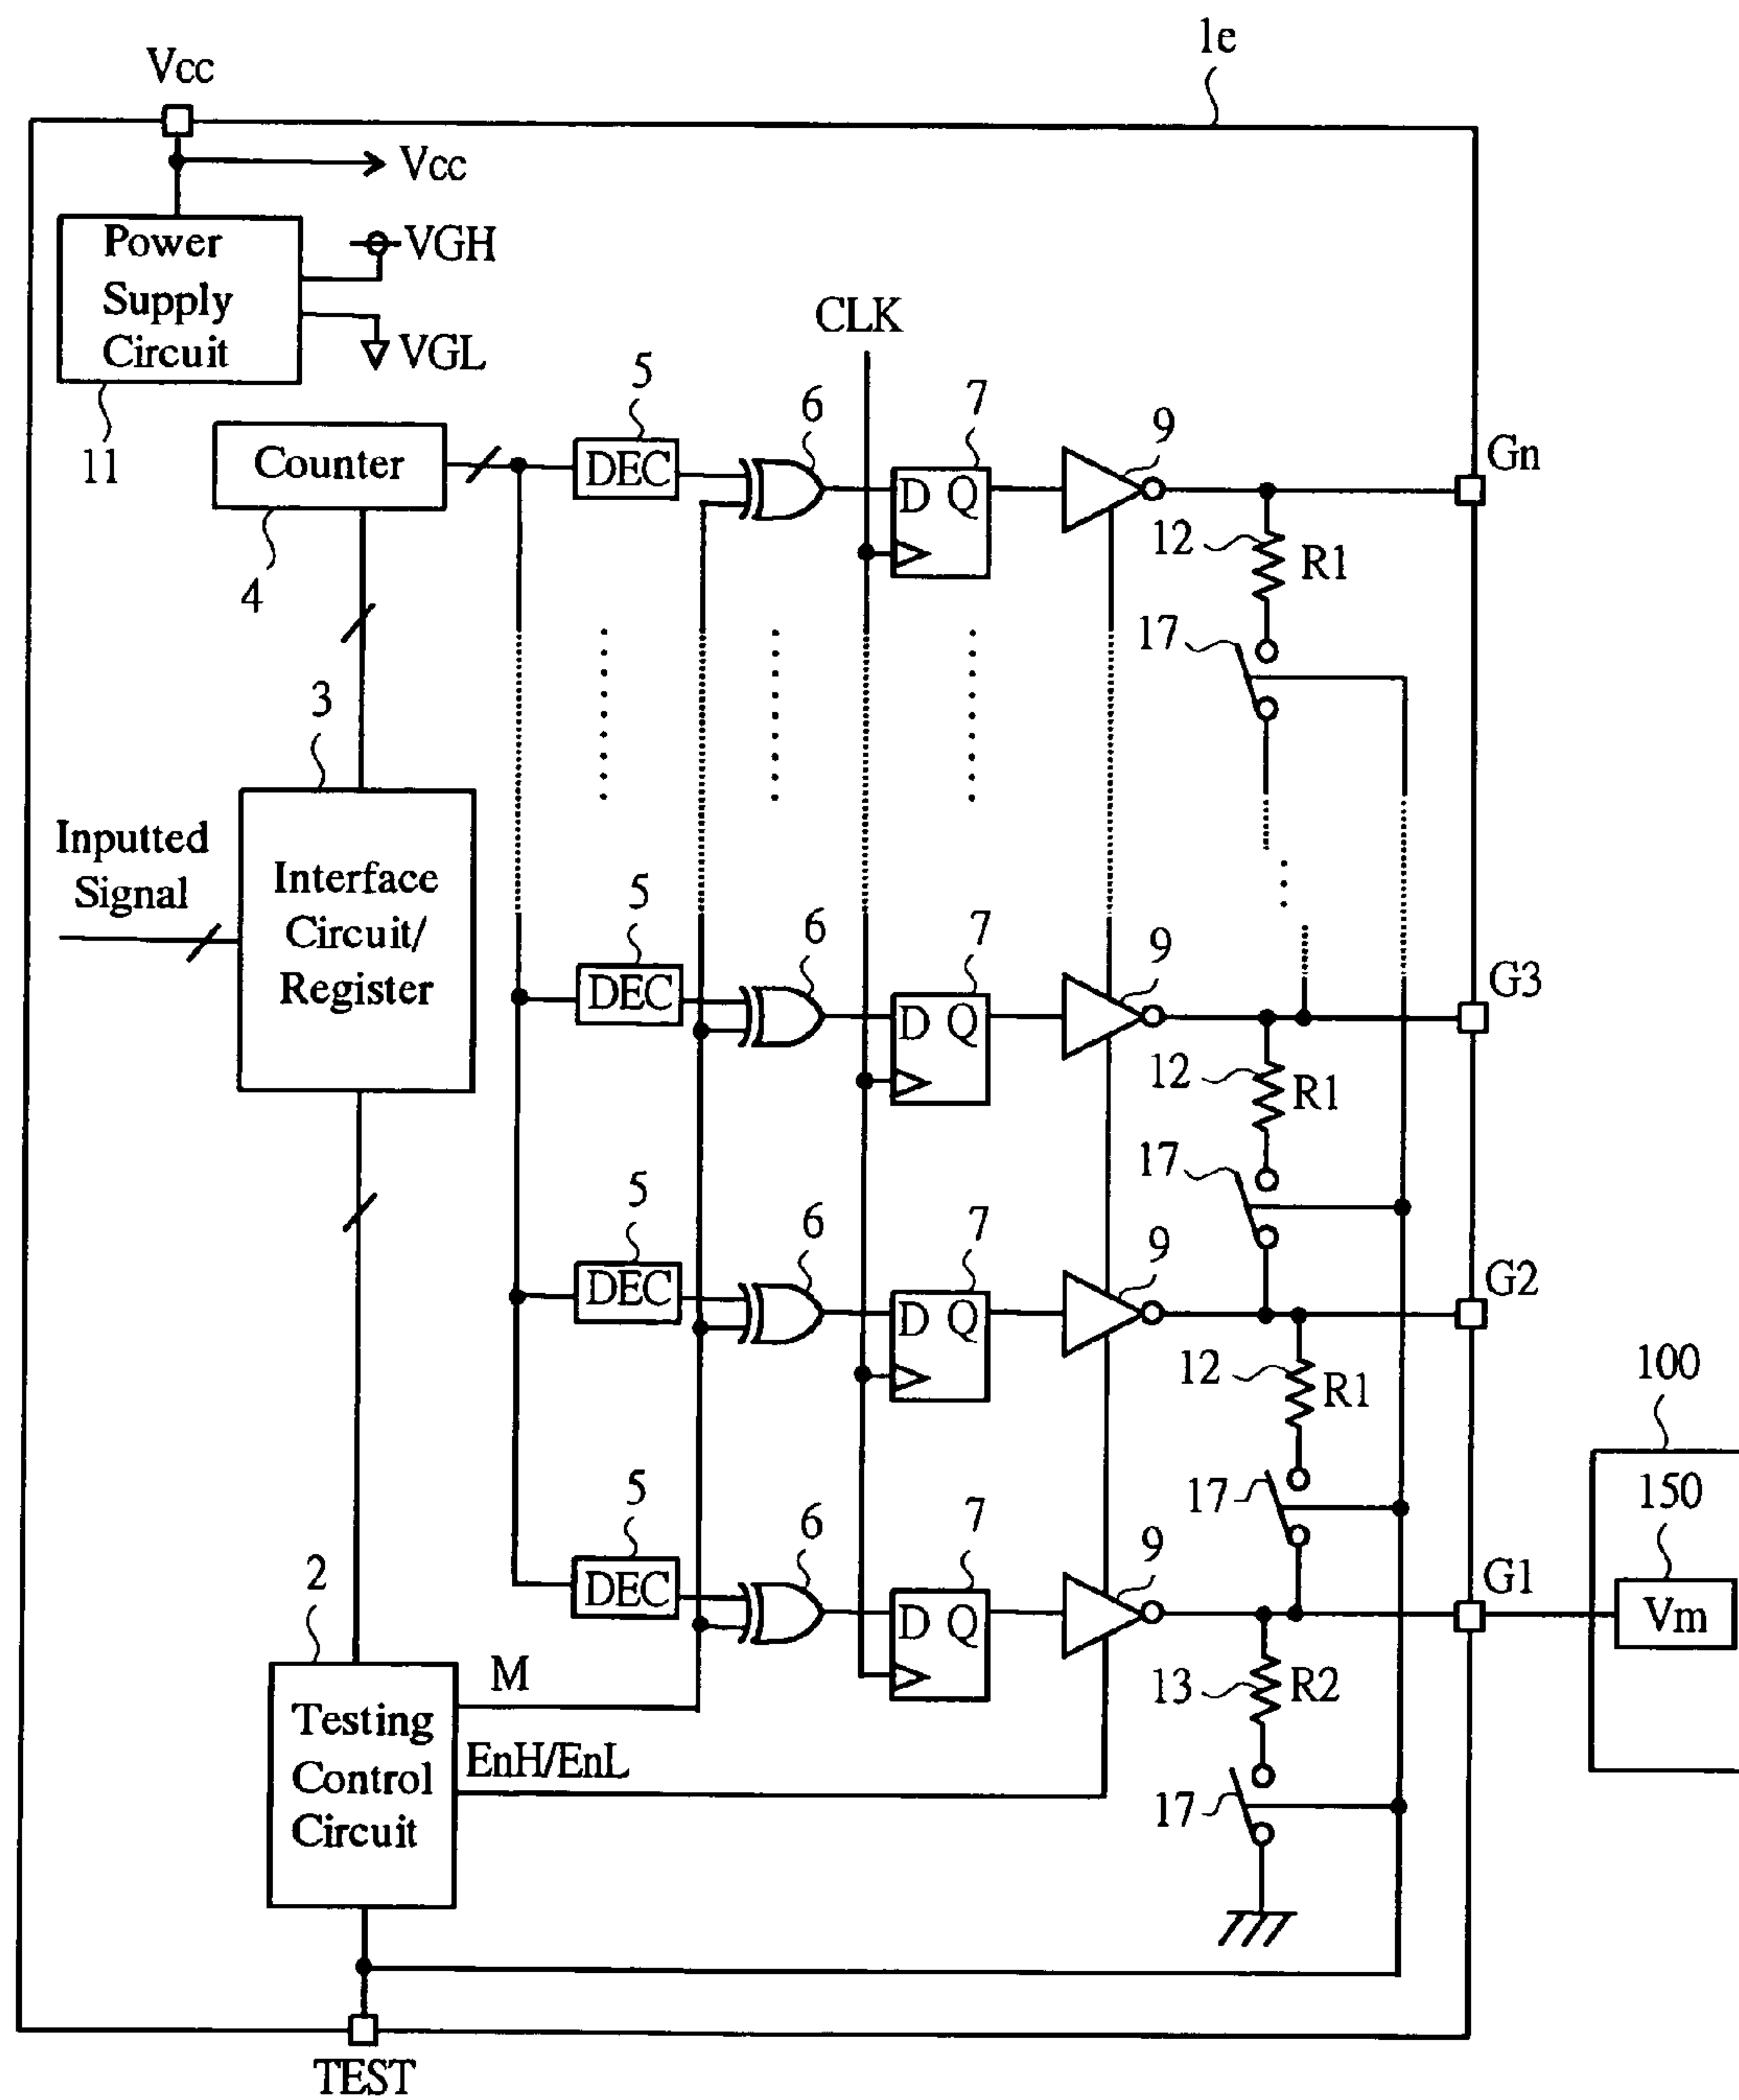 1e
Vcc
Vcc
Power
Supply
Circuit
VGH
VGL
11
CLK
Counter
4
5
DEC
6
7
D Q
9
Gn
12
R1
17
3
Inputted
Signal
Interface
Circuit/
Register
5
DEC
6
7
D Q
9
G3
12
R1
17
5
DEC
6
7
D Q
9
G2
12
R1
17
100
150
Vm
5
DEC
6
7
D Q
9
G1
13
R2
17
2
Testing
Control
Circuit
M
EnH/EnL
TEST